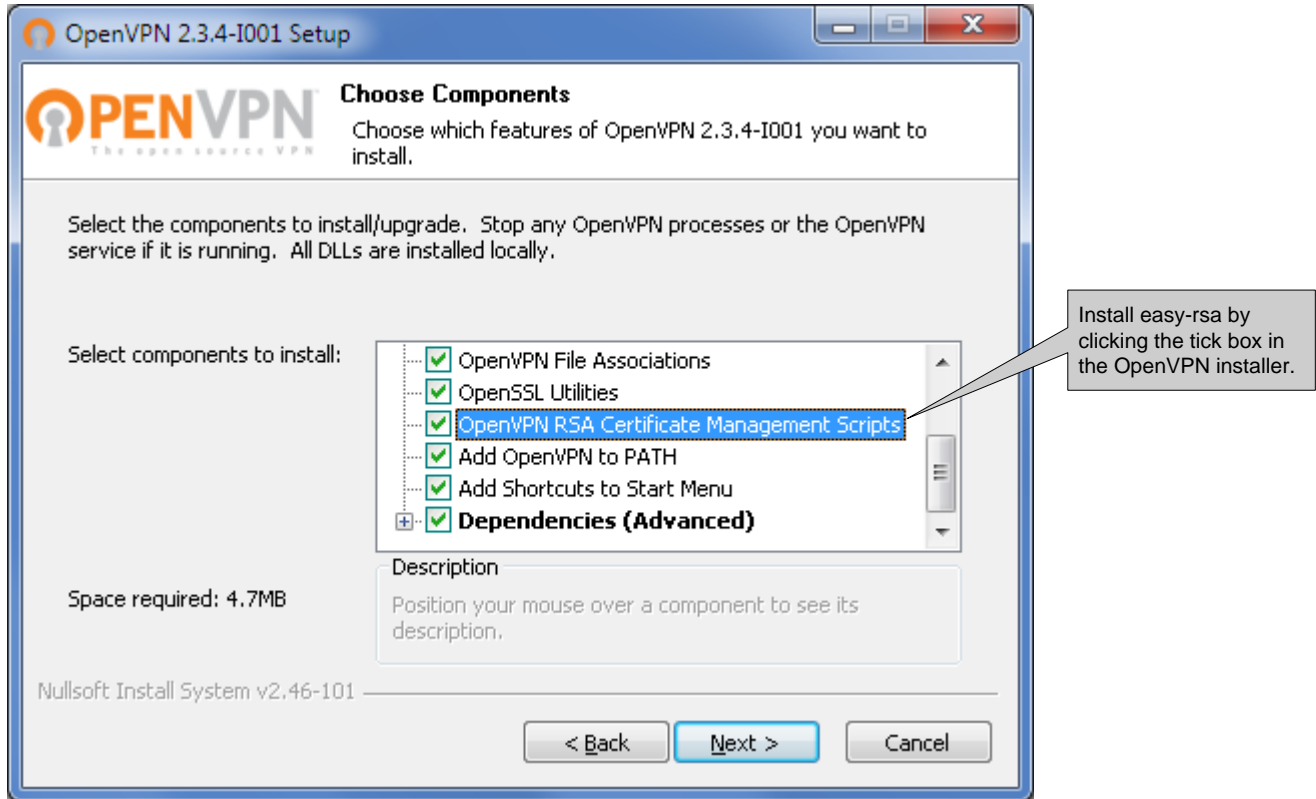 OpenVPN 2.3.4-I001 Setup
OPENVPN
The open source VPN
Choose Components
Choose which features of OpenVPN 2.3.4-I001 you want to
install.
Select the components to install/upgrade.  Stop any OpenVPN processes or the OpenVPN
service if it is running.  All DLLs are installed locally.
Select components to install:
OpenVPN File Associations
OpenSSL Utilities
OpenVPN RSA Certificate Management Scripts
Add OpenVPN to PATH
Add Shortcuts to Start Menu
Dependencies (Advanced)
Install easy-rsa by
clicking the tick box in
the OpenVPN installer.
Space required: 4.7MB
Description
Position your mouse over a component to see its
description.
Nullsoft Install System v2.46-101
< Back
Next >
Cancel